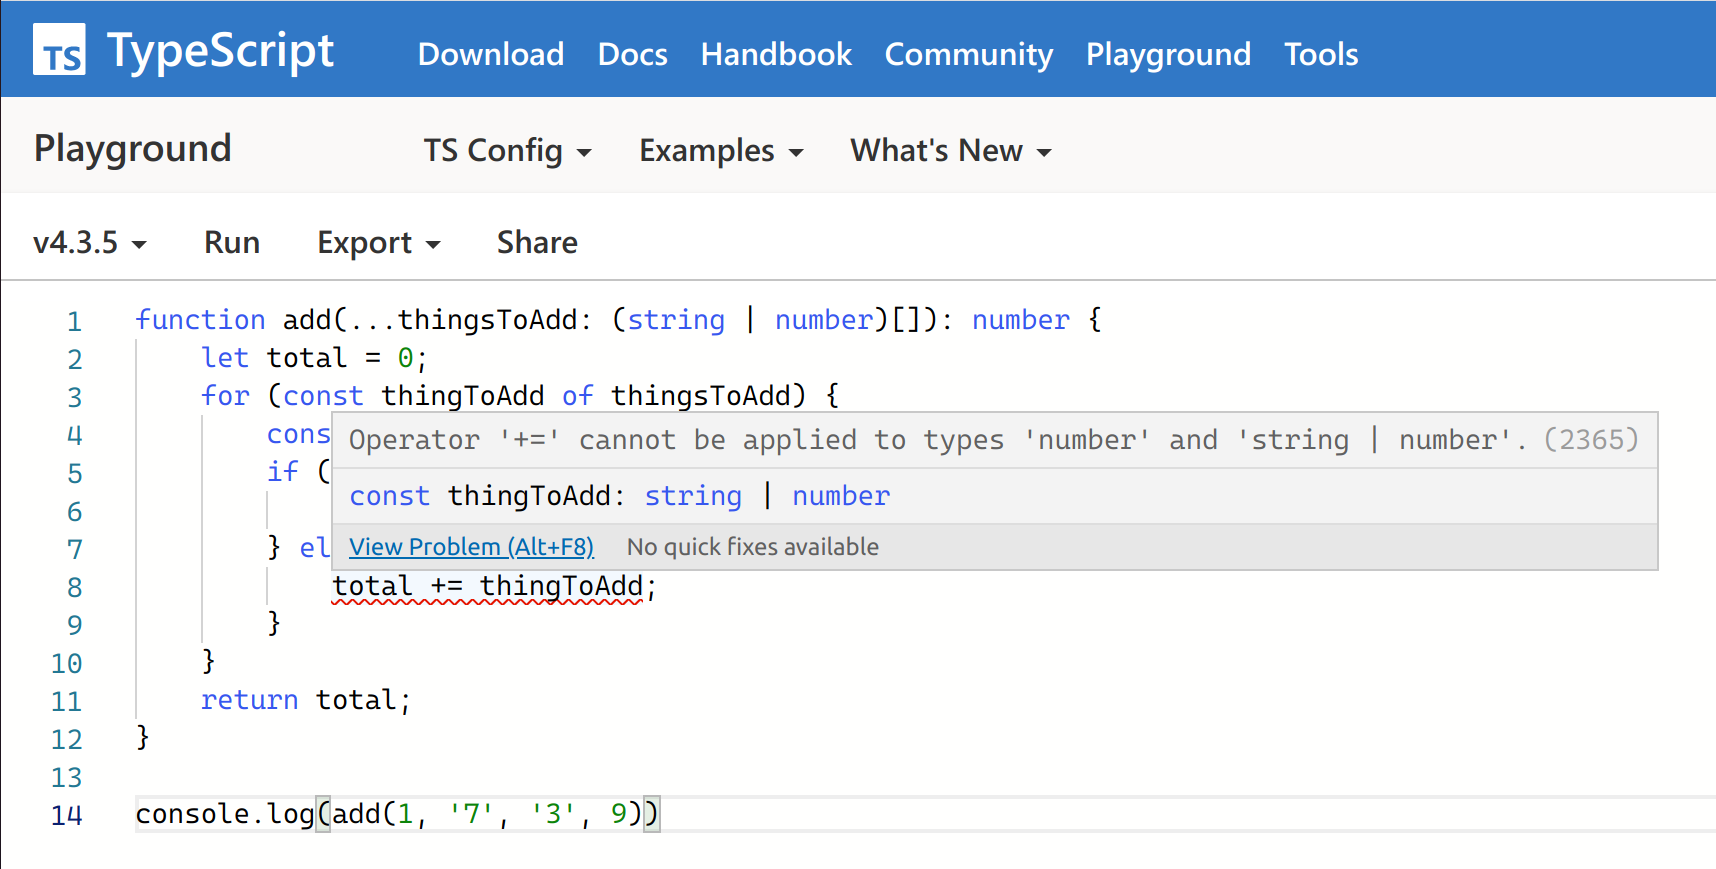 TS TypeScript Download Docs Handbook Community Playground Tools
Playground TS Config Examples What's New
v4.3.5 Run Export Share
1 function add(...thingsToAdd: (string | number)[]): number {
2 let total = 0;
3 for (const thingToAdd of thingsToAdd) {
4 cons
Operator '+=' cannot be applied to types 'number' and 'string | number'. (2365)
5 if (
const thingToAdd: string | number
6
7 } el
View Problem (Alt+F8) No quick fixes available
8 total += thingToAdd;
9 }
10 }
11 return total;
12 }
13
14 console.log(add(1, '7', '3', 9))